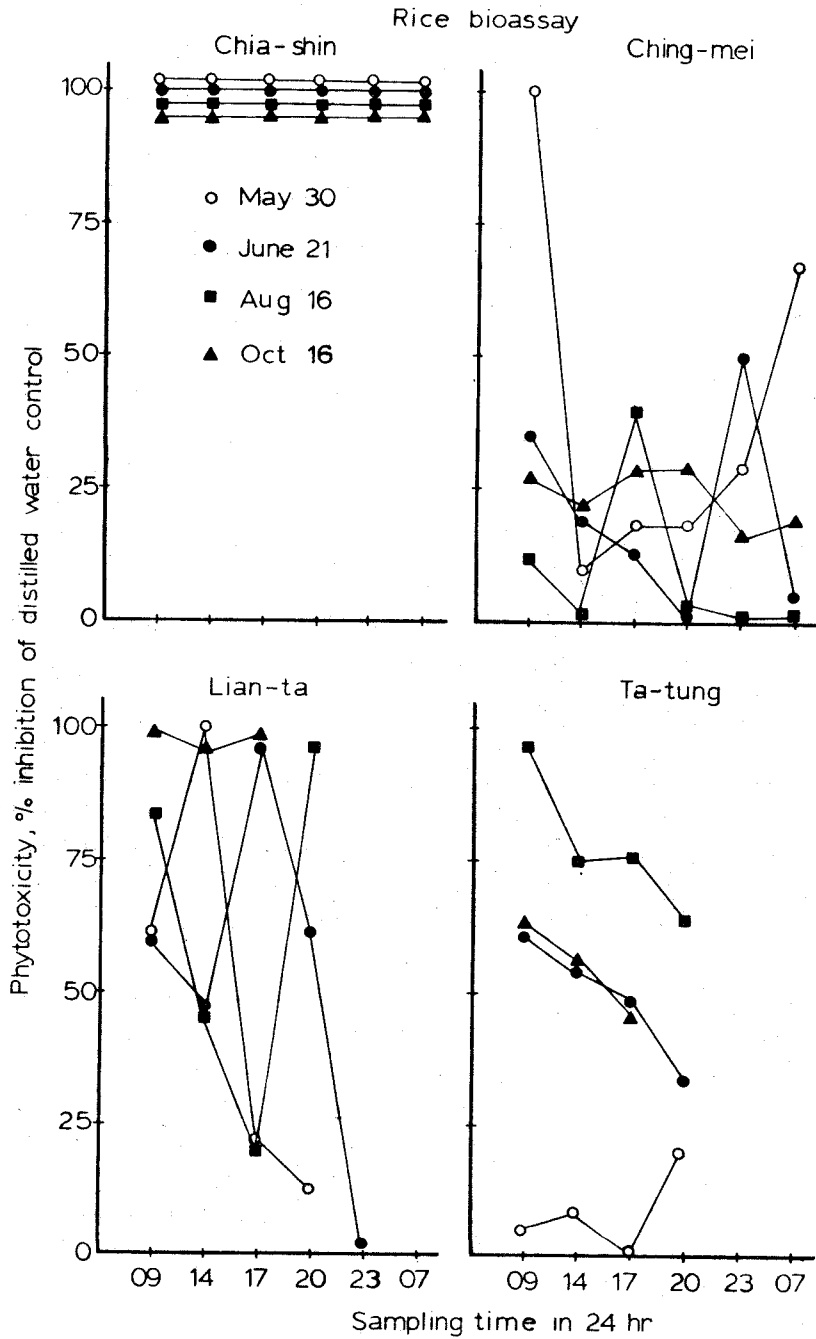 Rice bioassay
Chia-shin
Ching-mei
100
75
50
25
0
May 30
June 21
Aug 16
Oct 16
Phytotoxicity, % inhibition of distilled water control
Lian-ta
Ta-tung
100
75
50
25
0
09 14 17 20 23 07
09 14 17 20 23 07
Sampling time in 24 hr